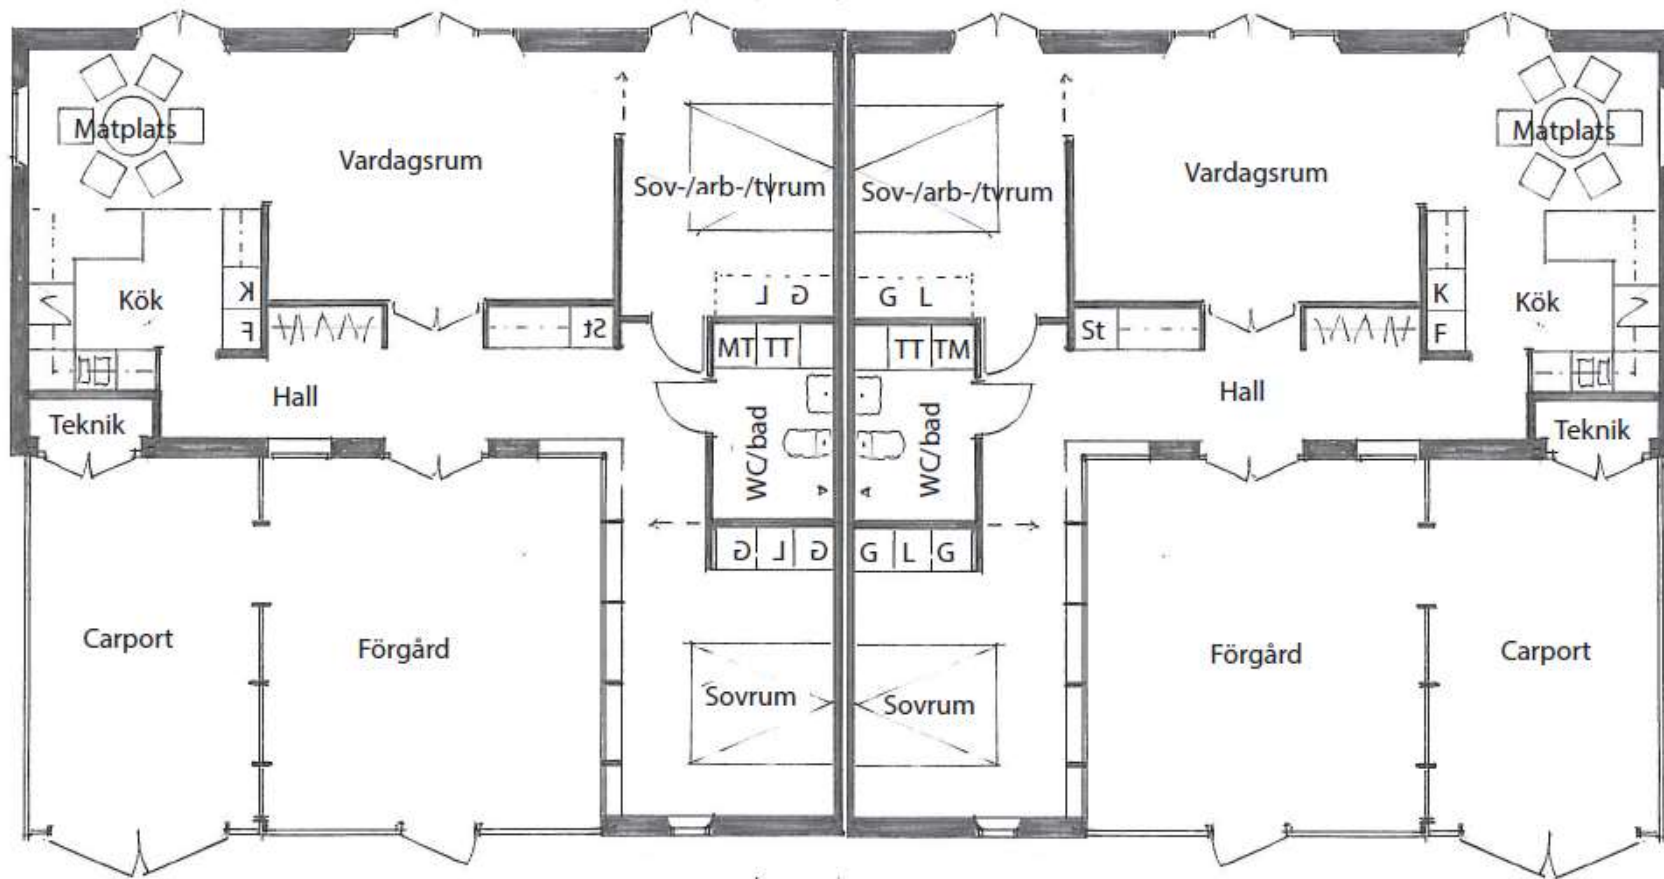 Matplats
Vardagsrum
Sov-/arb-/tvrum
Sov-/arb-/tvrum
Vardagsrum
Matplats
Kök
K
F
L G
G L
K
F
Kök
St
MT TT
TT TM
St
Hall
Hall
Teknik
WC/bad
WC/bad
Teknik
G L G
G L G
Carport
Förgård
Sovrum
Sovrum
Förgård
Carport